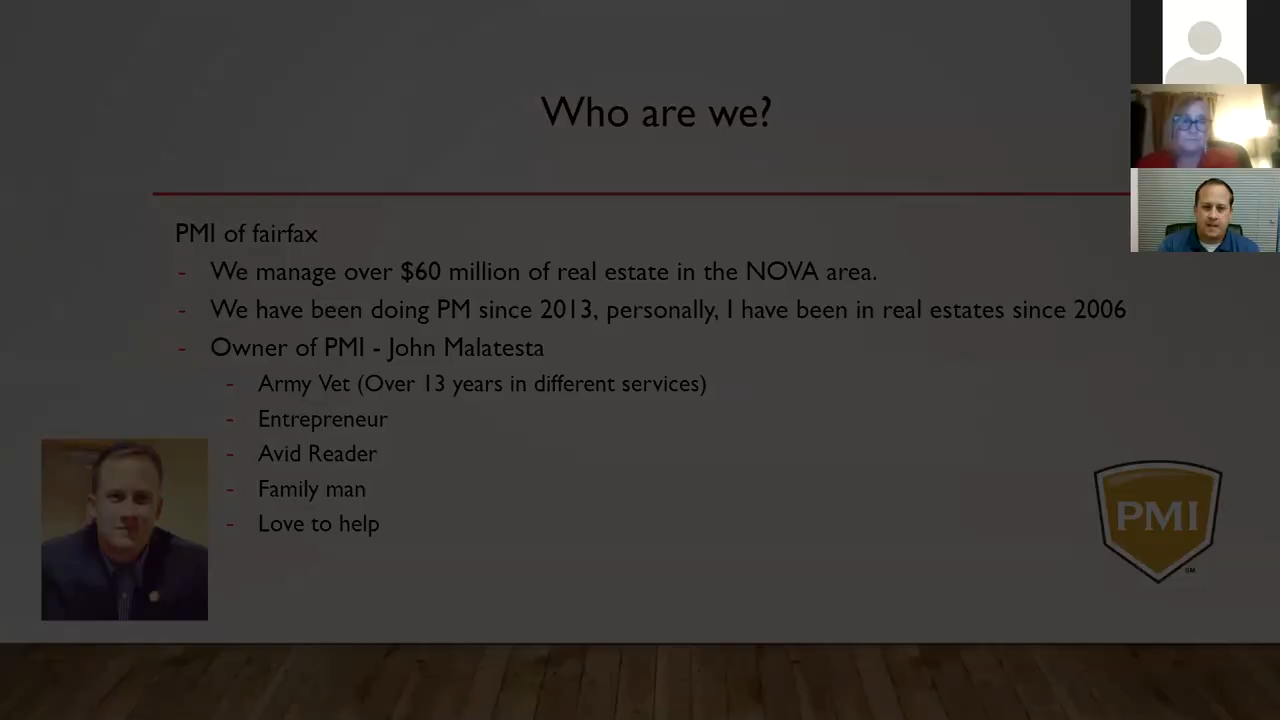 Who are we?
PMI of fairfax
- We manage over $60 million of real estate in the NOVA area.
- We have been doing PM since 2013, personally, I have been in real estates since 2006
- Owner of PMI - John Malatesta
- Army Vet (Over 13 years in different services)
- Entrepreneur
- Avid Reader
- Family man
- Love to help
PMI
SM